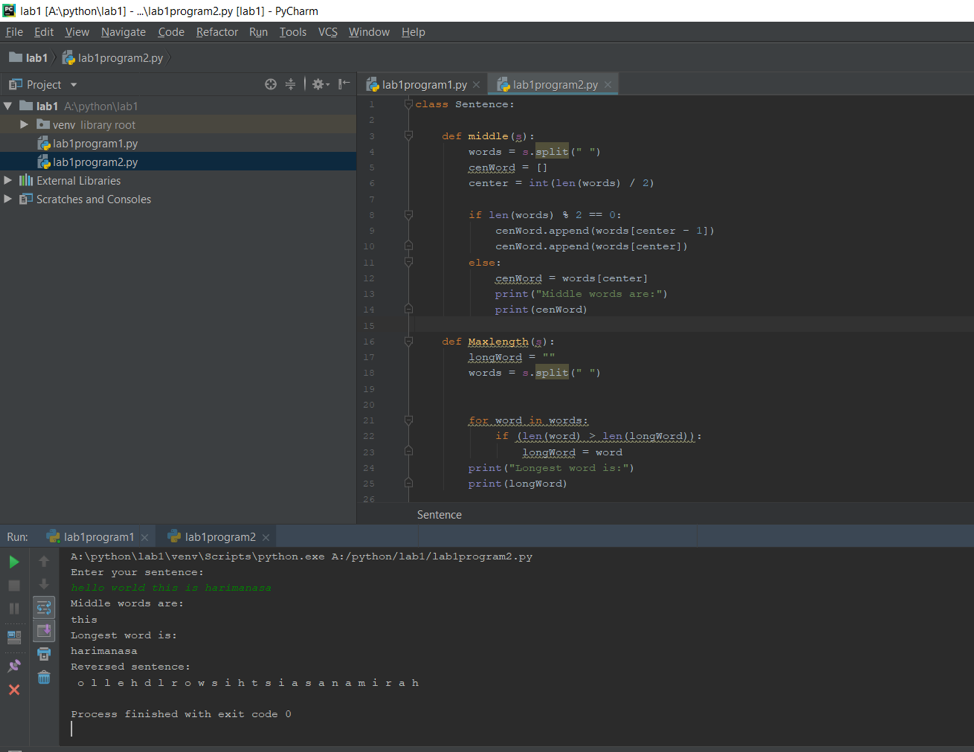 PC lab1 [A:\python\lab1] - ...\lab1program2.py [lab1] - PyCharm
File Edit View Navigate Code Refactor Run Tools VCS Window Help
lab1 lab1program2.py
Project lab1program1.py lab1program2.py
lab1 A:\python\lab1
venv library root
lab1program1.py
lab1program2.py
External Libraries
Scratches and Consoles
1 class Sentence:
2
3 def middle(s):
4 words = s.split(" ")
5 cenWord = []
6 center = int(len(words) / 2)
7
8 if len(words) % 2 == 0:
9 cenWord.append(words[center - 1])
10 cenWord.append(words[center])
11 else:
12 cenWord = words[center]
13 print("Middle words are:")
14 print(cenWord)
15
16 def Maxlength(s):
17 longWord = ""
18 words = s.split(" ")
19
20
21 for word in words:
22 if (len(word) > len(longWord)):
23 longWord = word
24 print("Longest word is:")
25 print(longWord)
26
Sentence
Run: lab1program1 lab1program2
A:\python\lab1\venv\Scripts\python.exe A:/python/lab1/lab1program2.py
Enter your sentence:
hello world this is harimanasa
Middle words are:
this
Longest word is:
harimanasa
Reversed sentence:
o l l e h d l r o w s i h t s i a s a n a m i r a h
Process finished with exit code 0